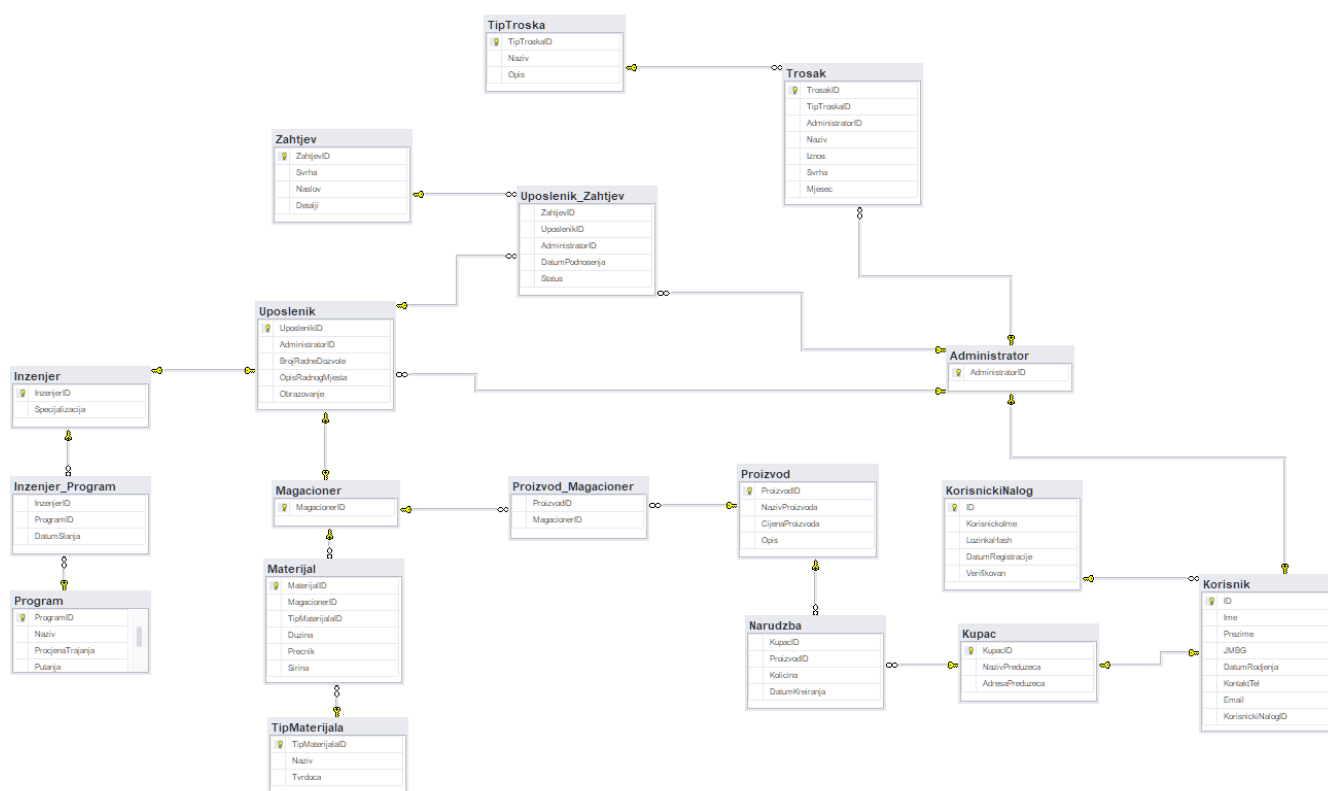 TipTroska
TipTroskaID
Naziv
Opis
Trosak
TrosakID
TipTroskaID
AdministratorID
Naziv
Iznos
Svrha
Mjesec
Zahtjev
ZahtjevID
Svrha
Naslov
Detalji
Uposlenik_Zahtjev
ZahtjevID
UposlenikID
AdministratorID
DatumPodnosenja
Status
Uposlenik
UposlenikID
AdministratorID
BrojRadneDozvole
OpisRadnogMjesta
Obrazovanje
Administrator
AdministratorID
Inzenjer
InzenjerID
Specijalizacija
Inzenjer_Program
InzenjerID
ProgramID
DatumSlanja
Program
ProgramID
Naziv
ProcjenaTrajanja
Putanja
Magacioner
MagacionerID
Proizvod_Magacioner
ProizvodID
MagacionerID
Proizvod
ProizvodID
NazivProizvoda
CijenaProizvoda
Opis
KorisnickiNalog
ID
KorisnickoIme
LozinkaHash
DatumRegistracije
Verifikovan
Materijal
MaterijalID
MagacionerID
TipMaterijalaID
Duzina
Precnik
Sirina
TipMaterijala
TipMaterijalaID
Naziv
Tvrdoca
Narudzba
KupacID
ProizvodID
Kolicina
DatumKreiranja
Kupac
KupacID
NazivPreduzeca
AdresaPreduzeca
Korisnik
ID
Ime
Prezime
JMBG
DatumRodjenja
KontaktTel
Email
KorisnickiNalogID